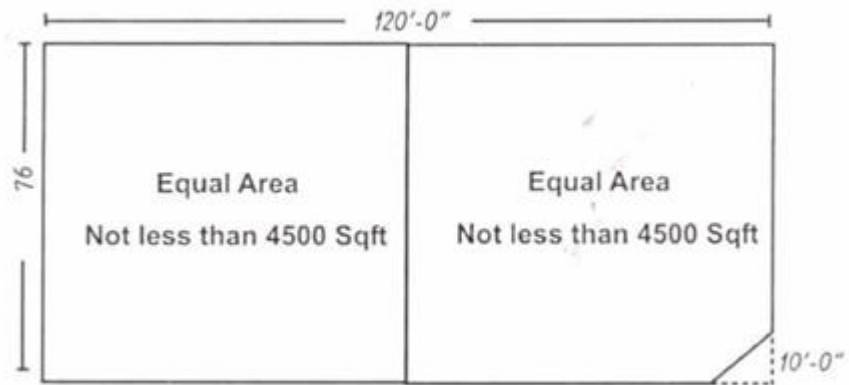 120'-0"
76
Equal Area
Not less than 4500 Sqft
Equal Area
Not less than 4500 Sqft
10'-0"